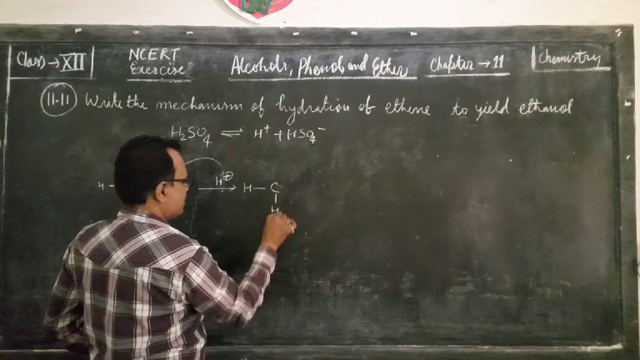 Class → XII
NCERT
Exercise
Alcohols, Phenols and Ether
Chapter → 11
Chemistry
11.11 Write the mechanism of hydration of ethene to yield ethanol
H₂SO₄ ⇌ H⁺ + HSO₄⁻
H – H⊕ → H – C
|
H